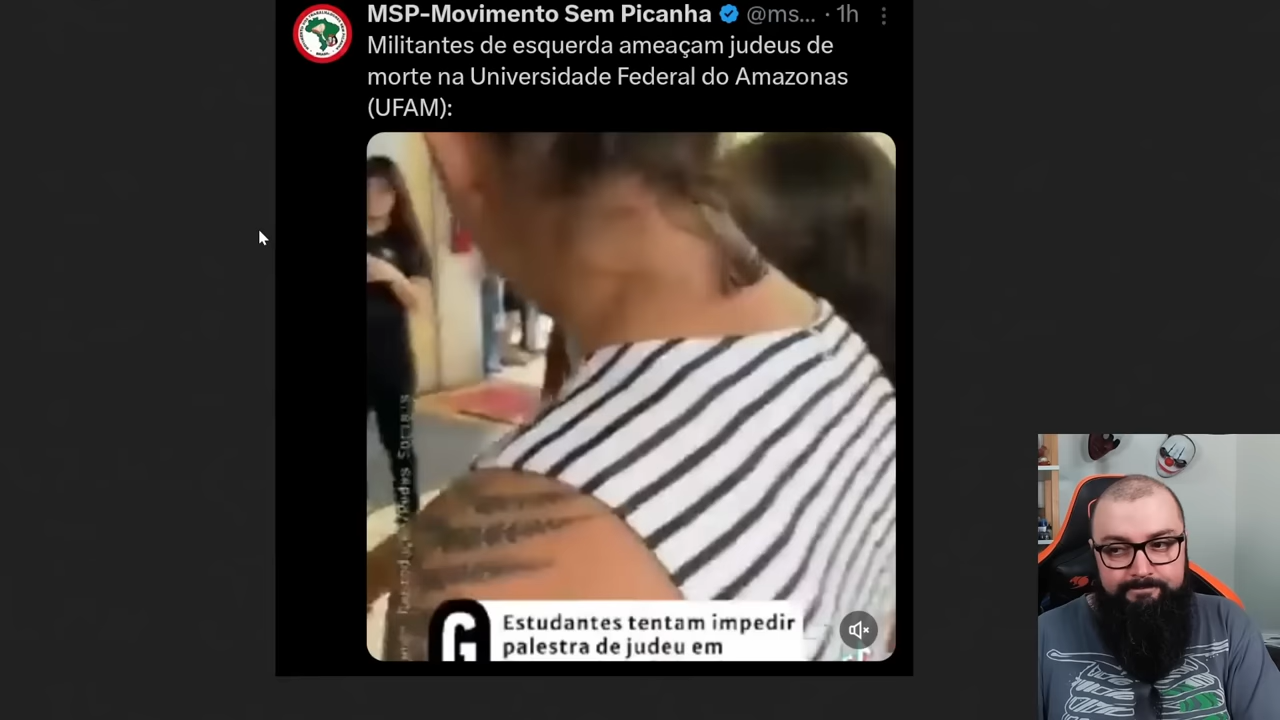 MSP-Movimento Sem Picanha @ms... · 1h
Militantes de esquerda ameaçam judeus de
morte na Universidade Federal do Amazonas
(UFAM):
G
Estudantes tentam impedir
palestra de judeu em